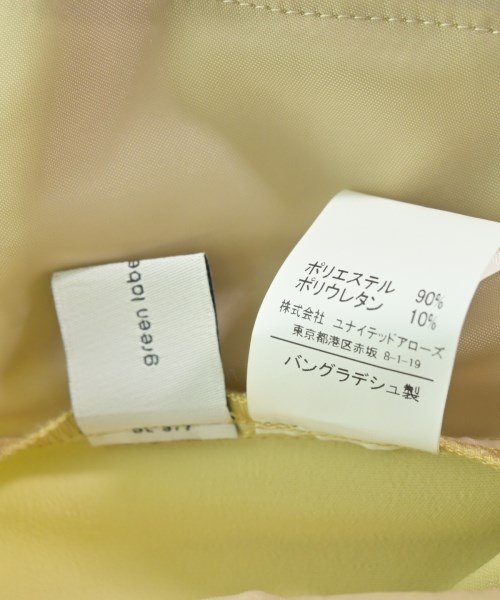 green labe
ポリエステル 90%
ポリウレタン 10%
株式会社 ユナイテッドアローズ
東京都港区赤坂 8-1-19
バングラデシュ製